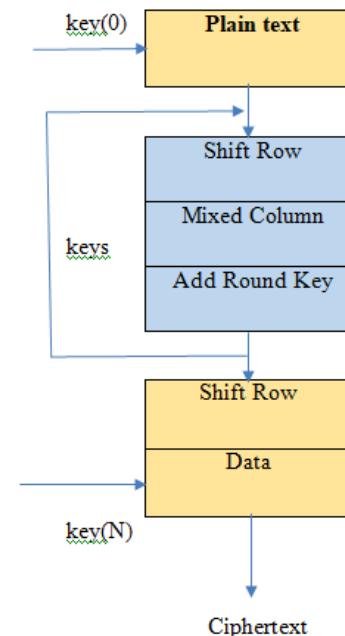 key(0)
Plain text
Shift Row
Mixed Column
keys
Add Round Key
Shift Row
Data
key(N)
Ciphertext